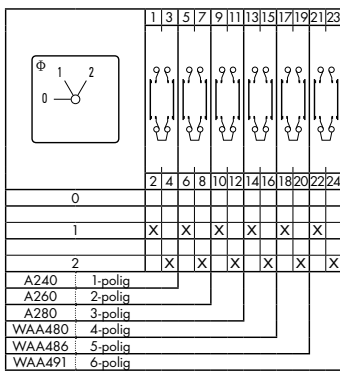 1 3 5 7 9 11 13 15 17 19 21 23
Φ 1 2
0
2 4 6 8 10 12 14 16 18 20 22 24
0
1 X X X X X X
2 X X X X X X
A240 1-polig
A260 2-polig
A280 3-polig
WAA480 4-polig
WAA486 5-polig
WAA491 6-polig